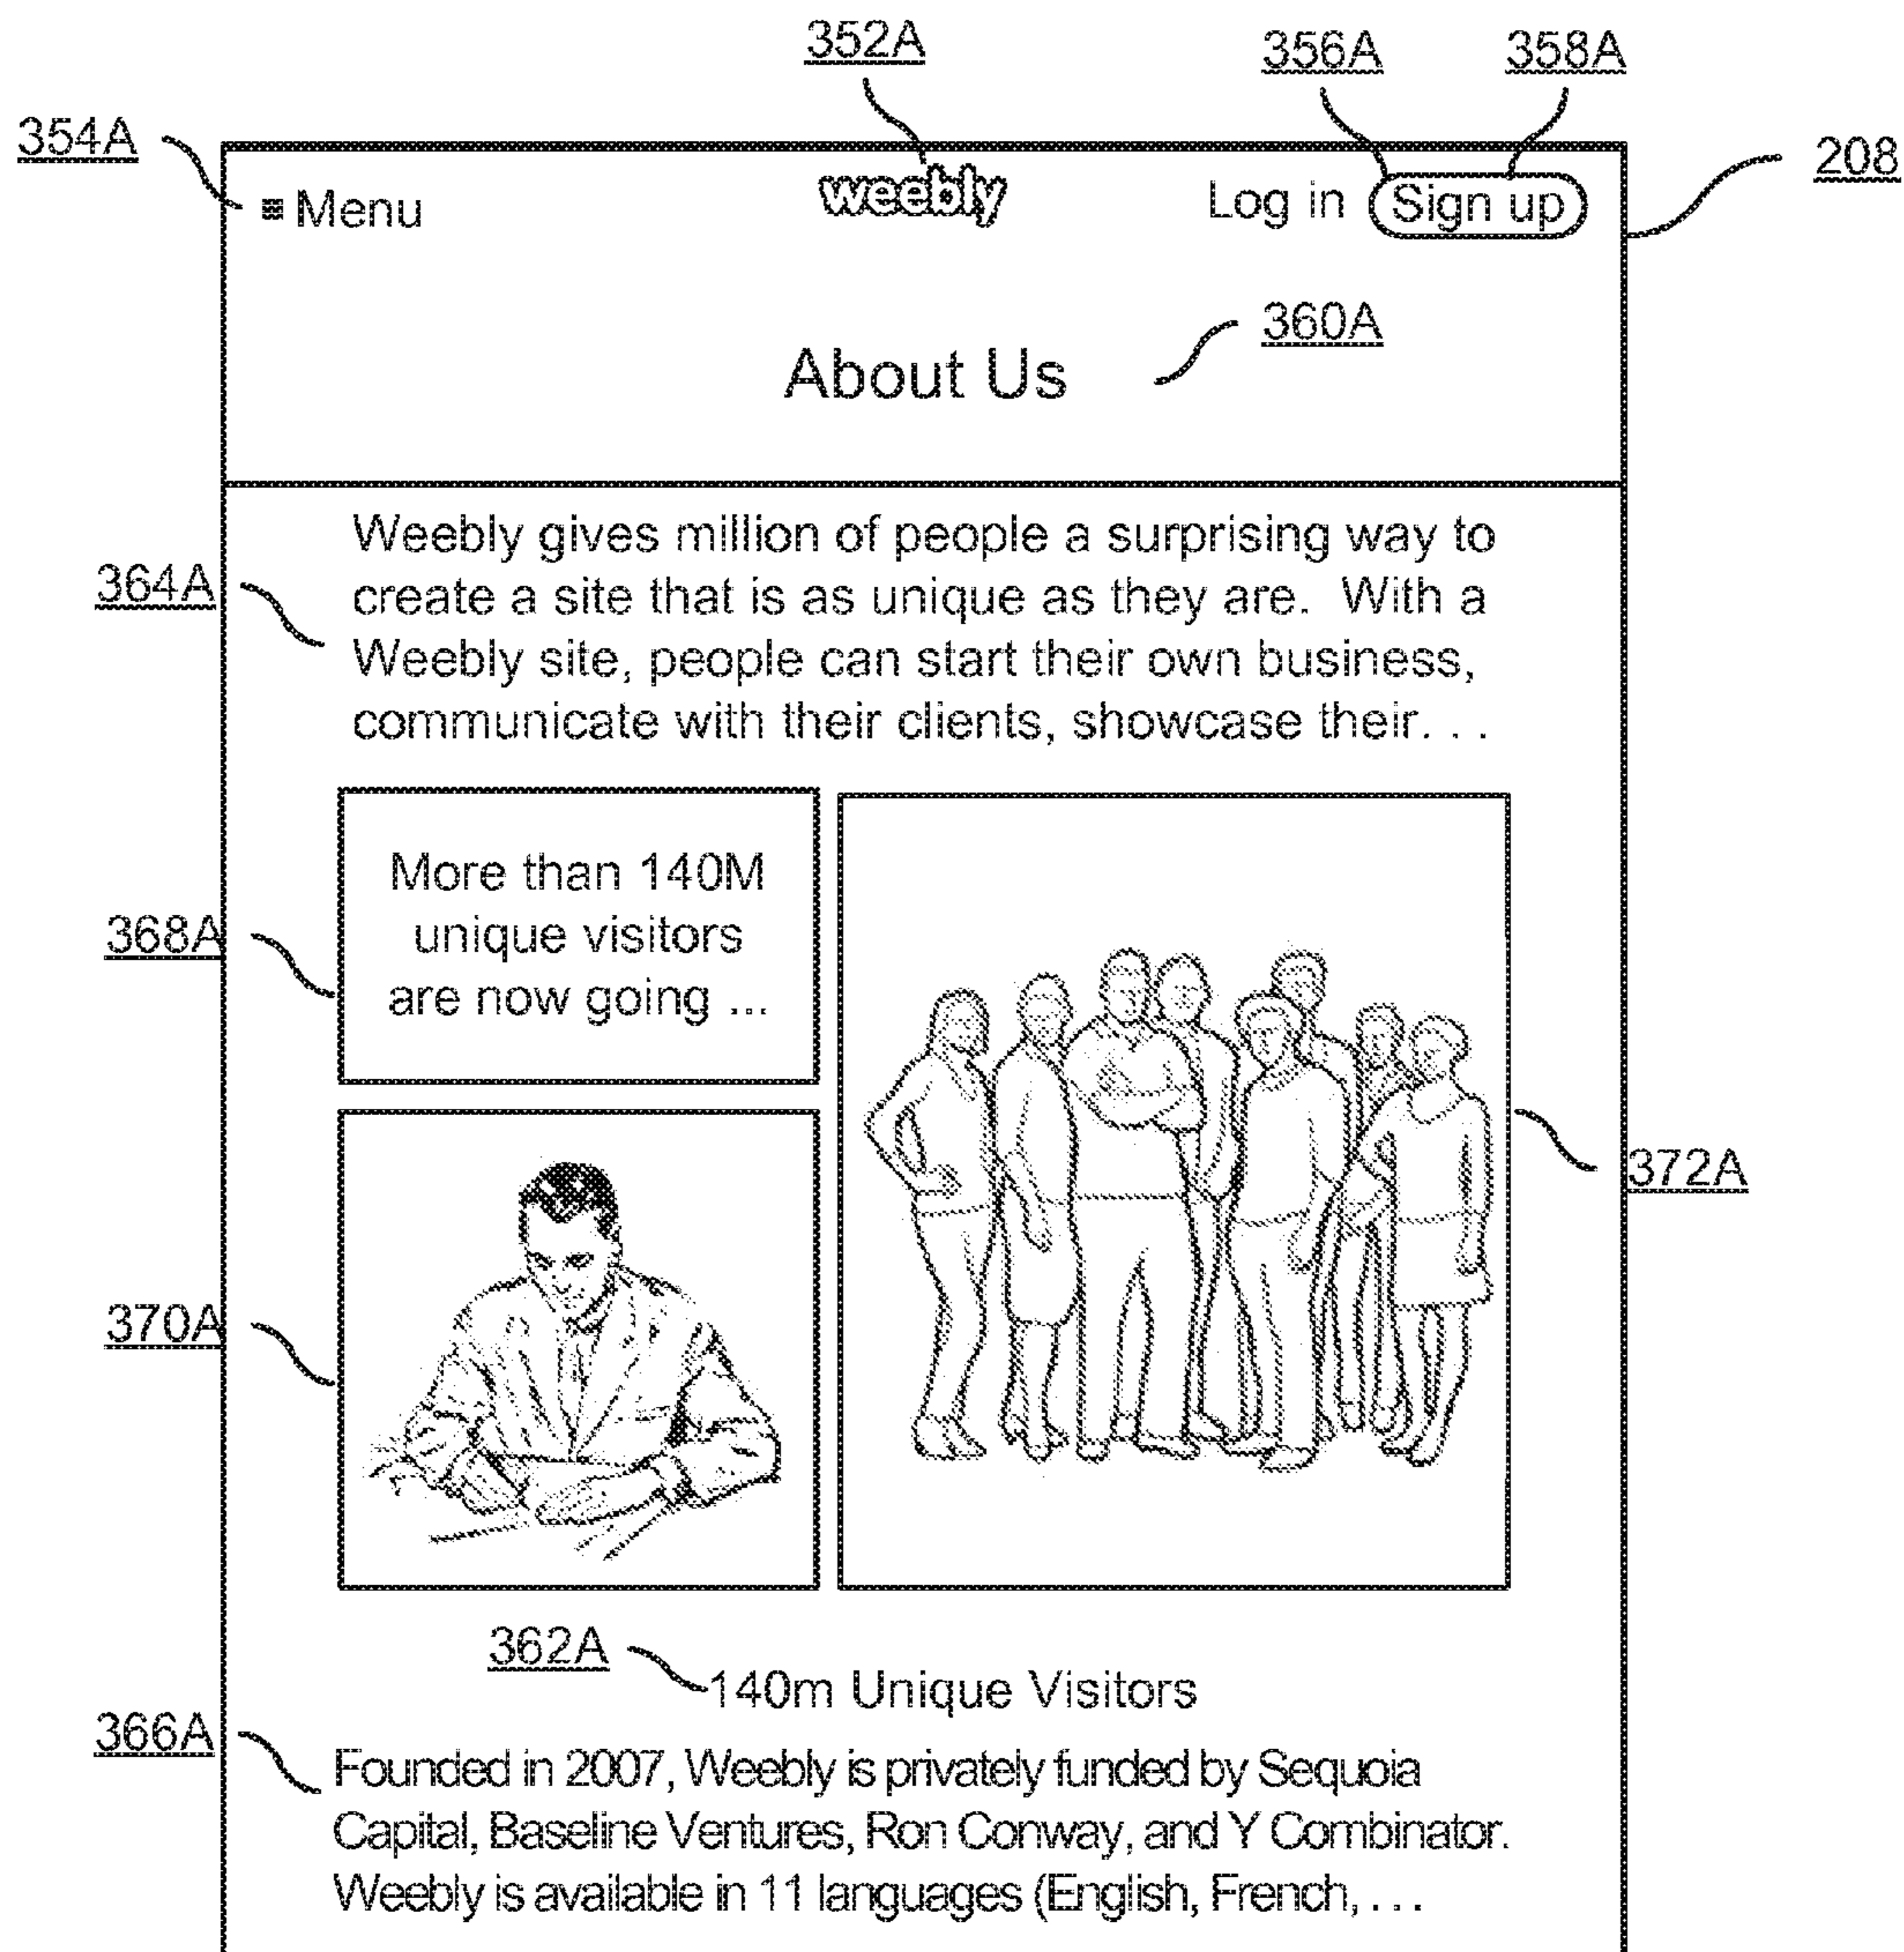 352A
356A 358A
354A
208
≡ Menu weebly Log in Sign up
360A
About Us
Weebly gives million of people a surprising way to
364A
create a site that is as unique as they are. With a
Weebly site, people can start their own business,
communicate with their clients, showcase their. . .
More than 140M
368A
unique visitors
are now going ...
372A
370A
362A
140m Unique Visitors
366A
Founded in 2007, Weebly is privately funded by Sequoia
Capital, Baseline Ventures, Ron Conway, and Y Combinator.
Weebly is available in 11 languages (English, French, . . .